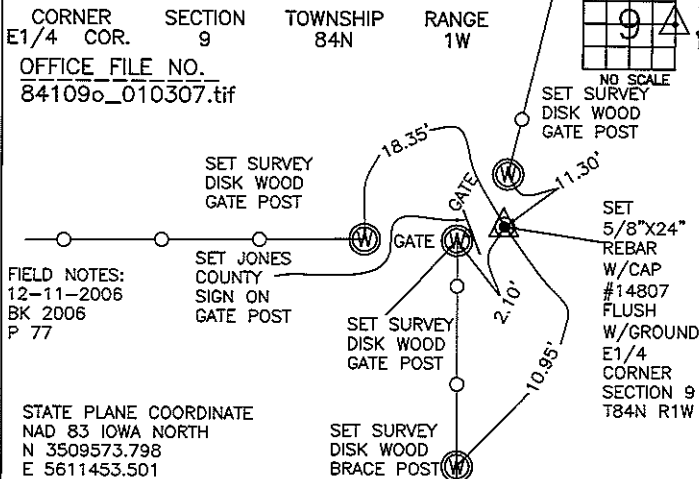 CORNER SECTION TOWNSHIP RANGE
E1/4 COR. 9 84N 1W
OFFICE FILE NO.
84109o_010307.tif
9
NO SCALE
SET SURVEY
DISK WOOD
GATE POST
18.35'
SET SURVEY
DISK WOOD
GATE POST
W
11.30'
GATE
W
GATE
W
SET
5/8"X24"
REBAR
W/CAP
#14807
FLUSH
W/GROUND
E1/4
CORNER
SECTION 9
T84N R1W
SET JONES
COUNTY
SIGN ON
GATE POST
FIELD NOTES:
12-11-2006
BK 2006
P 77
2.10'
SET SURVEY
DISK WOOD
GATE POST
10.95'
STATE PLANE COORDINATE
NAD 83 IOWA NORTH
N 3509573.798
E 5611453.501
SET SURVEY
DISK WOOD
BRACE POST
W